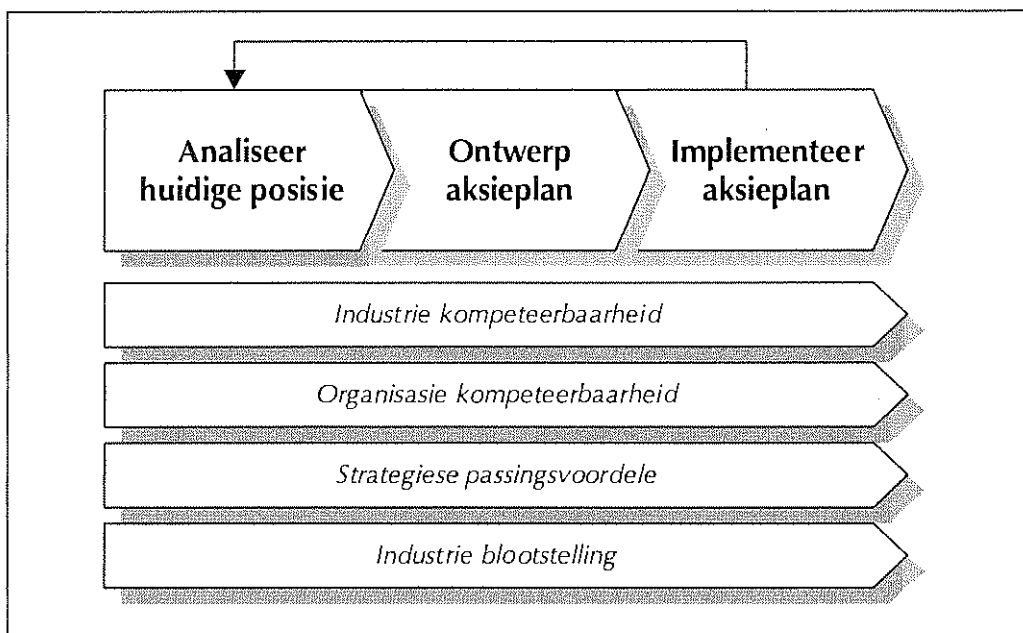 Analiseer
huidige posisie
Ontwerp
aksieplan
Implementeer
aksieplan
Industrie kompeteerbaarheid
Organisasie kompeteerbaarheid
Strategiese passingsvoordele
Industrie blootstelling